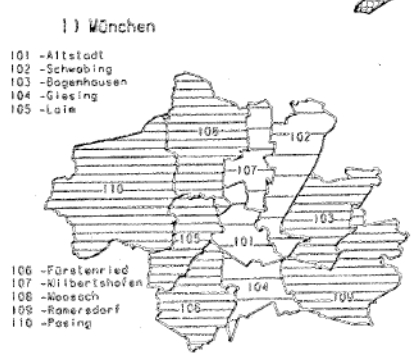 1) München
101 -Altstadt
102 -Schwabing
103 -Bogenhausen
104 -Giesing
105 -Laim
108
102
107
110
103
105
101
104
109
106
106 -Fürstenried
107 -Milbertshofen
108 -Moosach
109 -Ramersdorf
110 -Pasing